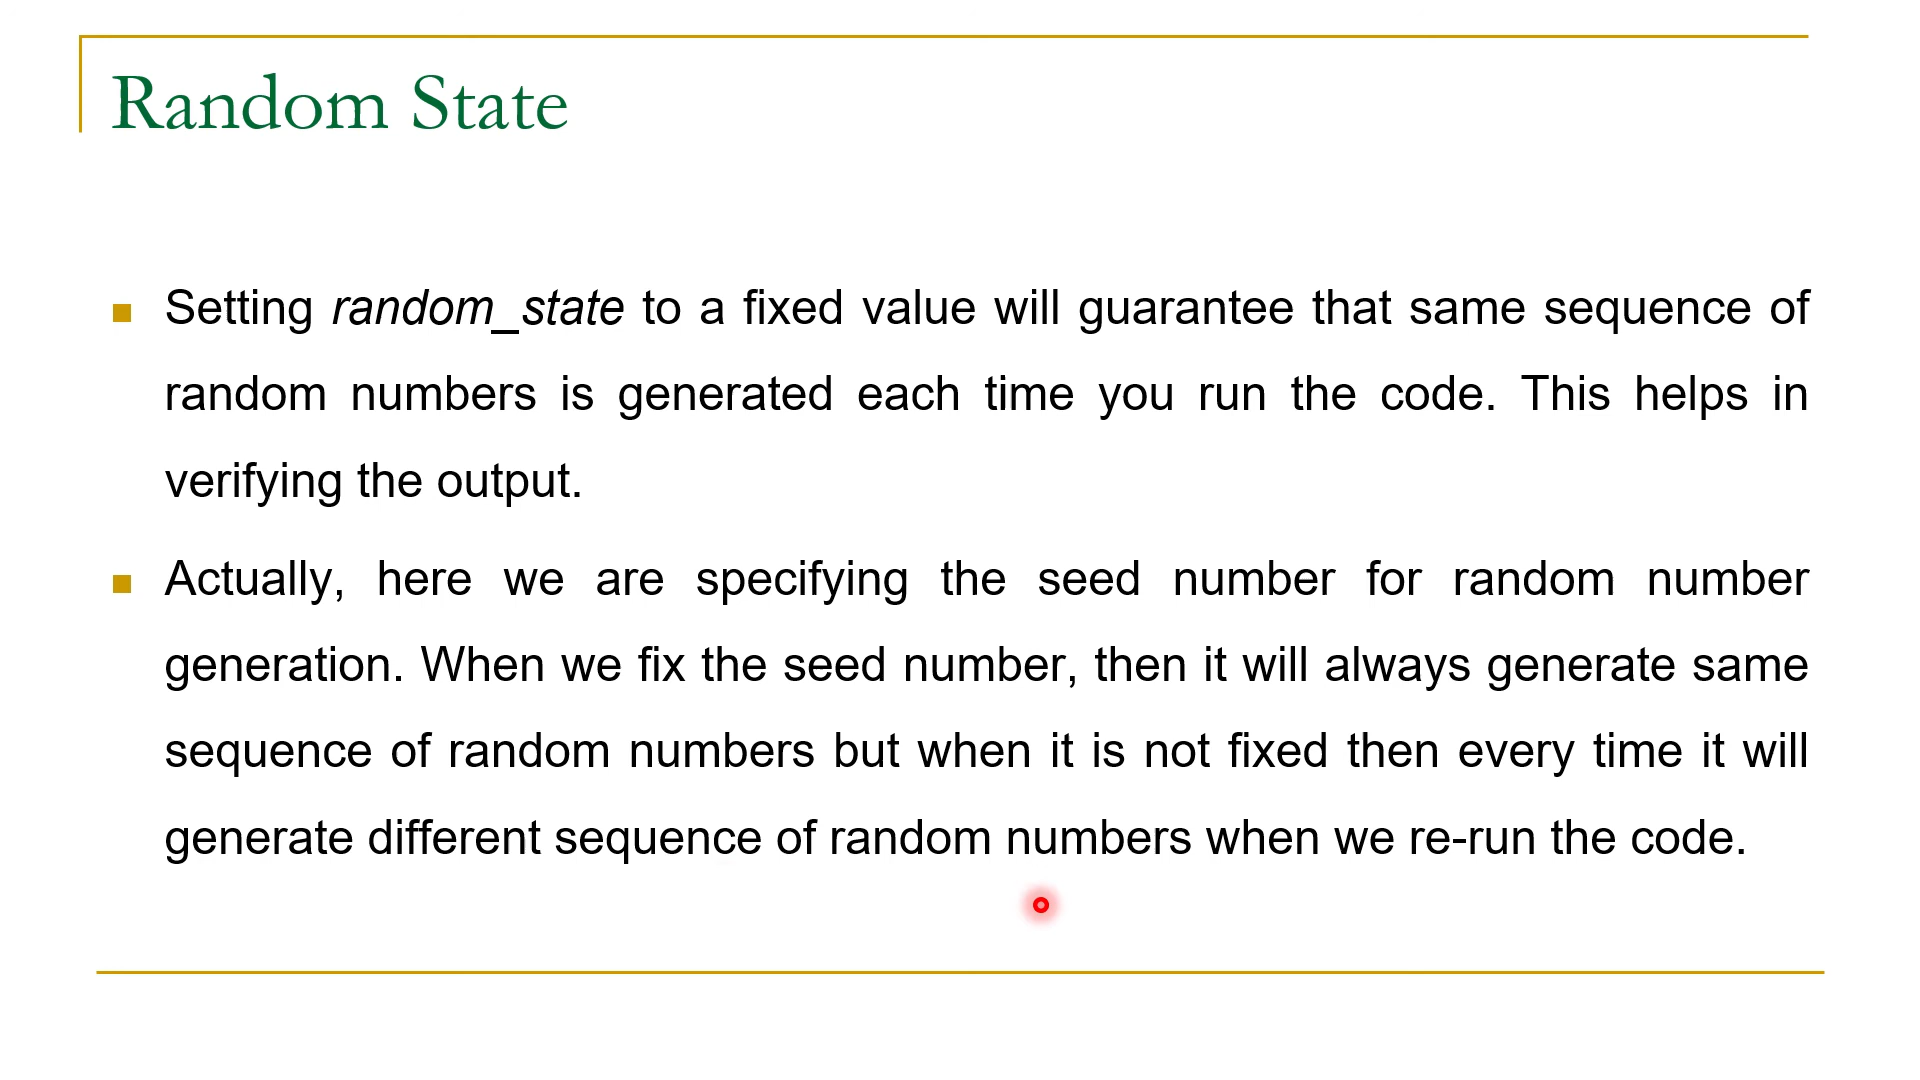 Random State
Setting random_state to a fixed value will guarantee that same sequence of
random numbers is generated each time you run the code. This helps in
verifying the output.
Actually, here we are specifying the seed number for random number
generation. When we fix the seed number, then it will always generate same
sequence of random numbers but when it is not fixed then every time it will
generate different sequence of random numbers when we re-run the code.